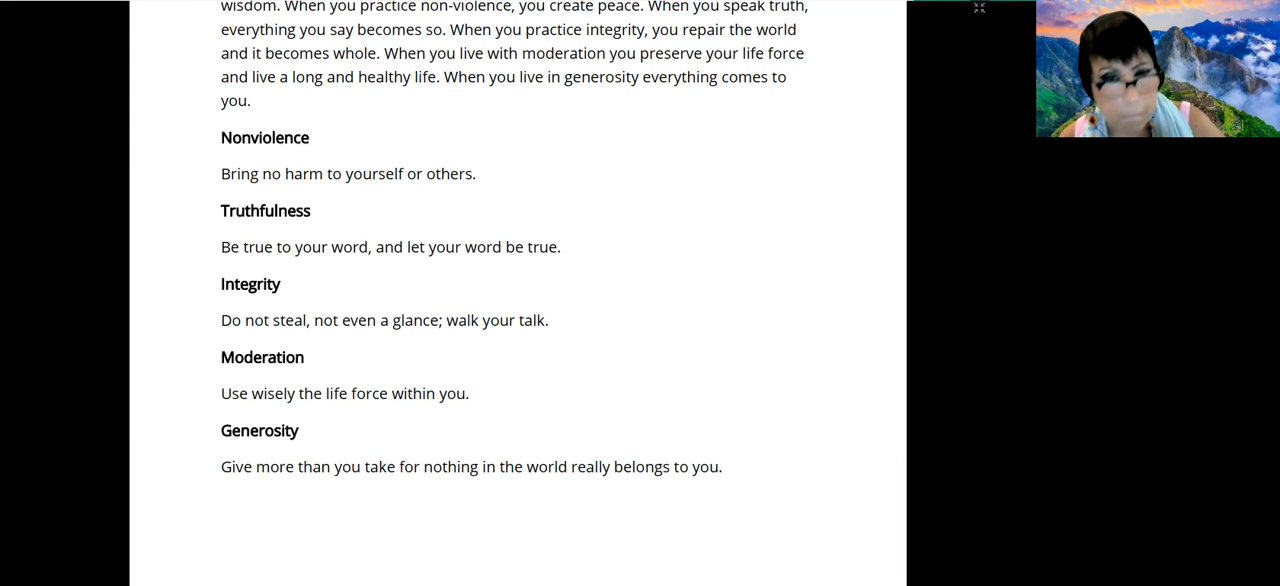 wisdom. When you practice non-violence, you create peace. When you speak truth,
everything you say becomes so. When you practice integrity, you repair the world
and it becomes whole. When you live with moderation you preserve your life force
and live a long and healthy life. When you live in generosity everything comes to
you.
Nonviolence
Bring no harm to yourself or others.
Truthfulness
Be true to your word, and let your word be true.
Integrity
Do not steal, not even a glance; walk your talk.
Moderation
Use wisely the life force within you.
Generosity
Give more than you take for nothing in the world really belongs to you.